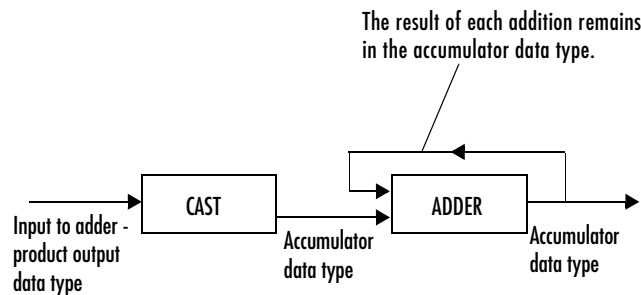 The result of each addition remains
in the accumulator data type.
CAST
ADDER
Input to adder -
product output
data type
Accumulator
data type
Accumulator
data type